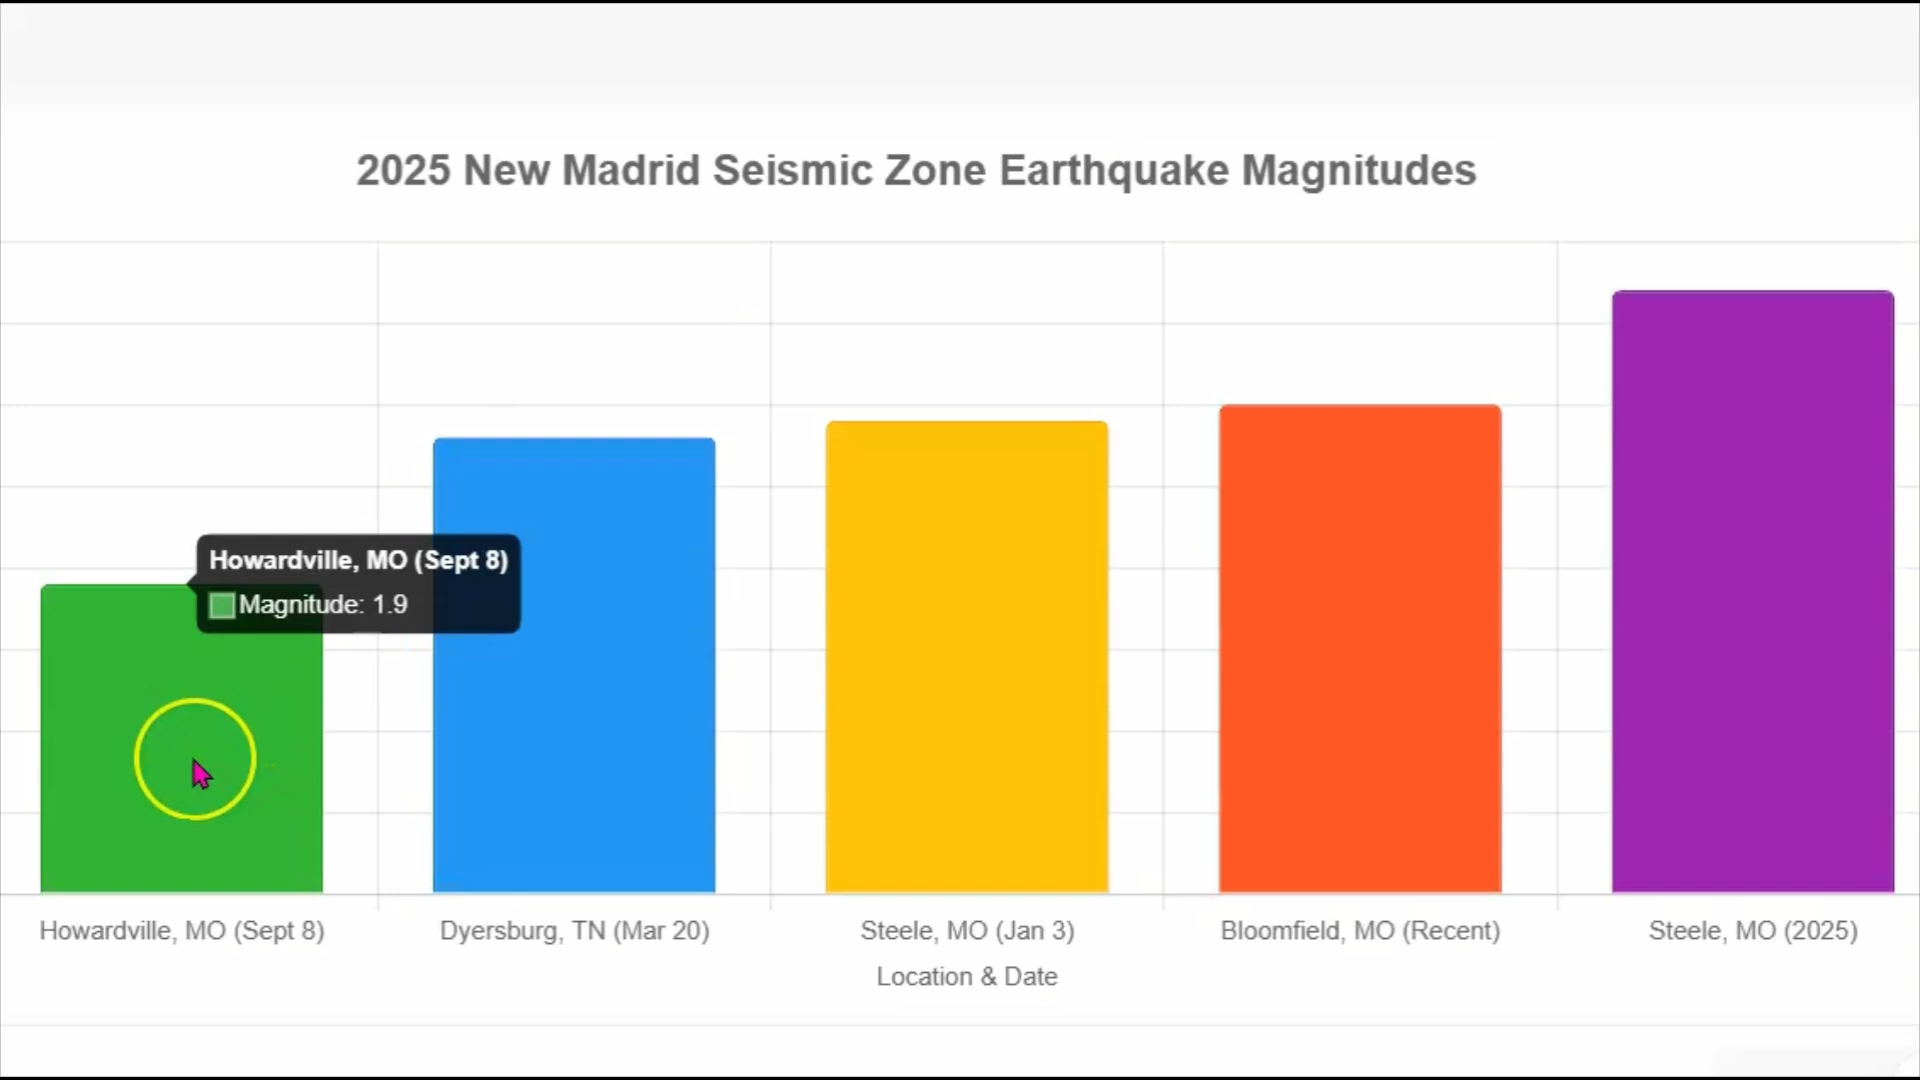 2025 New Madrid Seismic Zone Earthquake Magnitudes
Howardville, MO (Sept 8)
Magnitude: 1.9
Howardville, MO (Sept 8)
Dyersburg, TN (Mar 20)
Steele, MO (Jan 3)
Bloomfield, MO (Recent)
Steele, MO (2025)
Location & Date